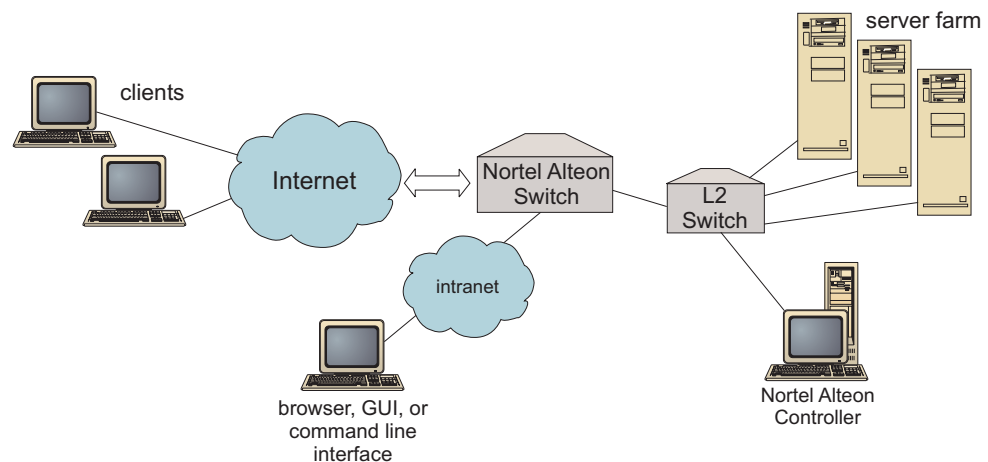 server farm
clients
Internet
Nortel Alteon
Switch
L2
Switch
intranet
browser, GUI, or
command line
interface
Nortel Alteon
Controller